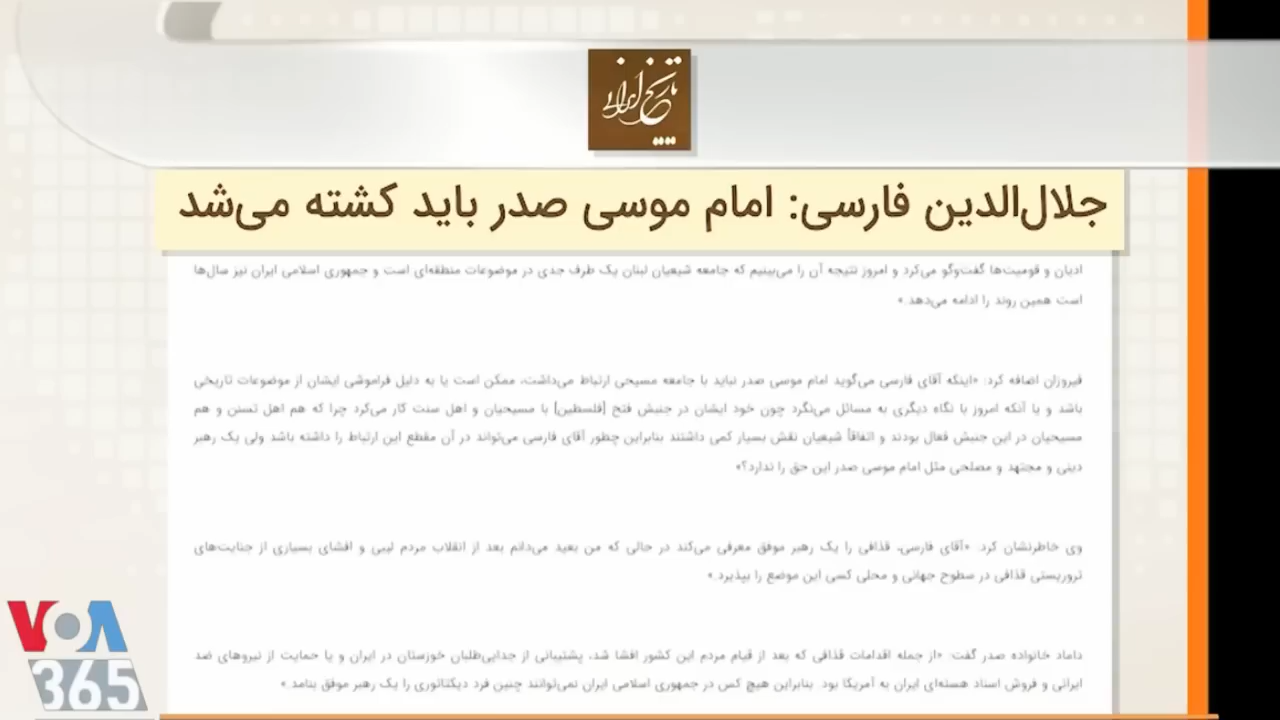 تاریخ ایرانی
جلال‌الدین فارسی: امام موسی صدر باید کشته می‌شد
ادیان و قومیت‌ها گفت‌وگو می‌کرد و امروز نتیجه آن را می‌بینیم که جامعه شیعیان لبنان یک طرف جدی در موضوعات منطقه‌ای است و جمهوری اسلامی ایران نیز سال‌ها
است همین روند را ادامه می‌دهد.»
فیروزان اضافه کرد: «اینکه آقای فارسی می‌گوید امام موسی صدر نباید با جامعه مسیحی ارتباط می‌داشت، ممکن است یا به دلیل فراموشی ایشان از موضوعات تاریخی
باشد و یا آنکه امروز با نگاه دیگری به مسائل می‌نگرد چون خود ایشان در جنبش فتح [فلسطین] با مسیحیان و اهل سنت کار می‌کرد چرا که هم اهل تسنن و هم
مسیحیان در این جنبش فعال بودند و اتفاقاً شیعیان نقش بسیار کمی داشتند بنابراین چطور آقای فارسی می‌تواند در آن مقطع این ارتباط را داشته باشد ولی یک رهبر
دینی و مجتهد و مصلحی مثل امام موسی صدر این حق را ندارد؟»
وی خاطرنشان کرد: «آقای فارسی، قذافی را یک رهبر موفق معرفی می‌کند در حالی که من بعید می‌دانم بعد از انقلاب مردم لیبی و افشای بسیاری از جنایت‌های
تروریستی قذافی در سطوح جهانی و محلی کسی این موضع را بپذیرد.»
داماد خانواده صدر گفت: «از جمله اقدامات قذافی که بعد از قیام مردم این کشور افشا شد، پشتیبانی از جدایی‌طلبان خوزستان در ایران و یا حمایت از نیروهای ضد
ایرانی و فروش اسناد هسته‌ای ایران به آمریکا بود. بنابراین هیچ کس در جمهوری اسلامی ایران نمی‌توانند چنین فرد دیکتاتوری را یک رهبر موفق بنامد.»
VOA
365